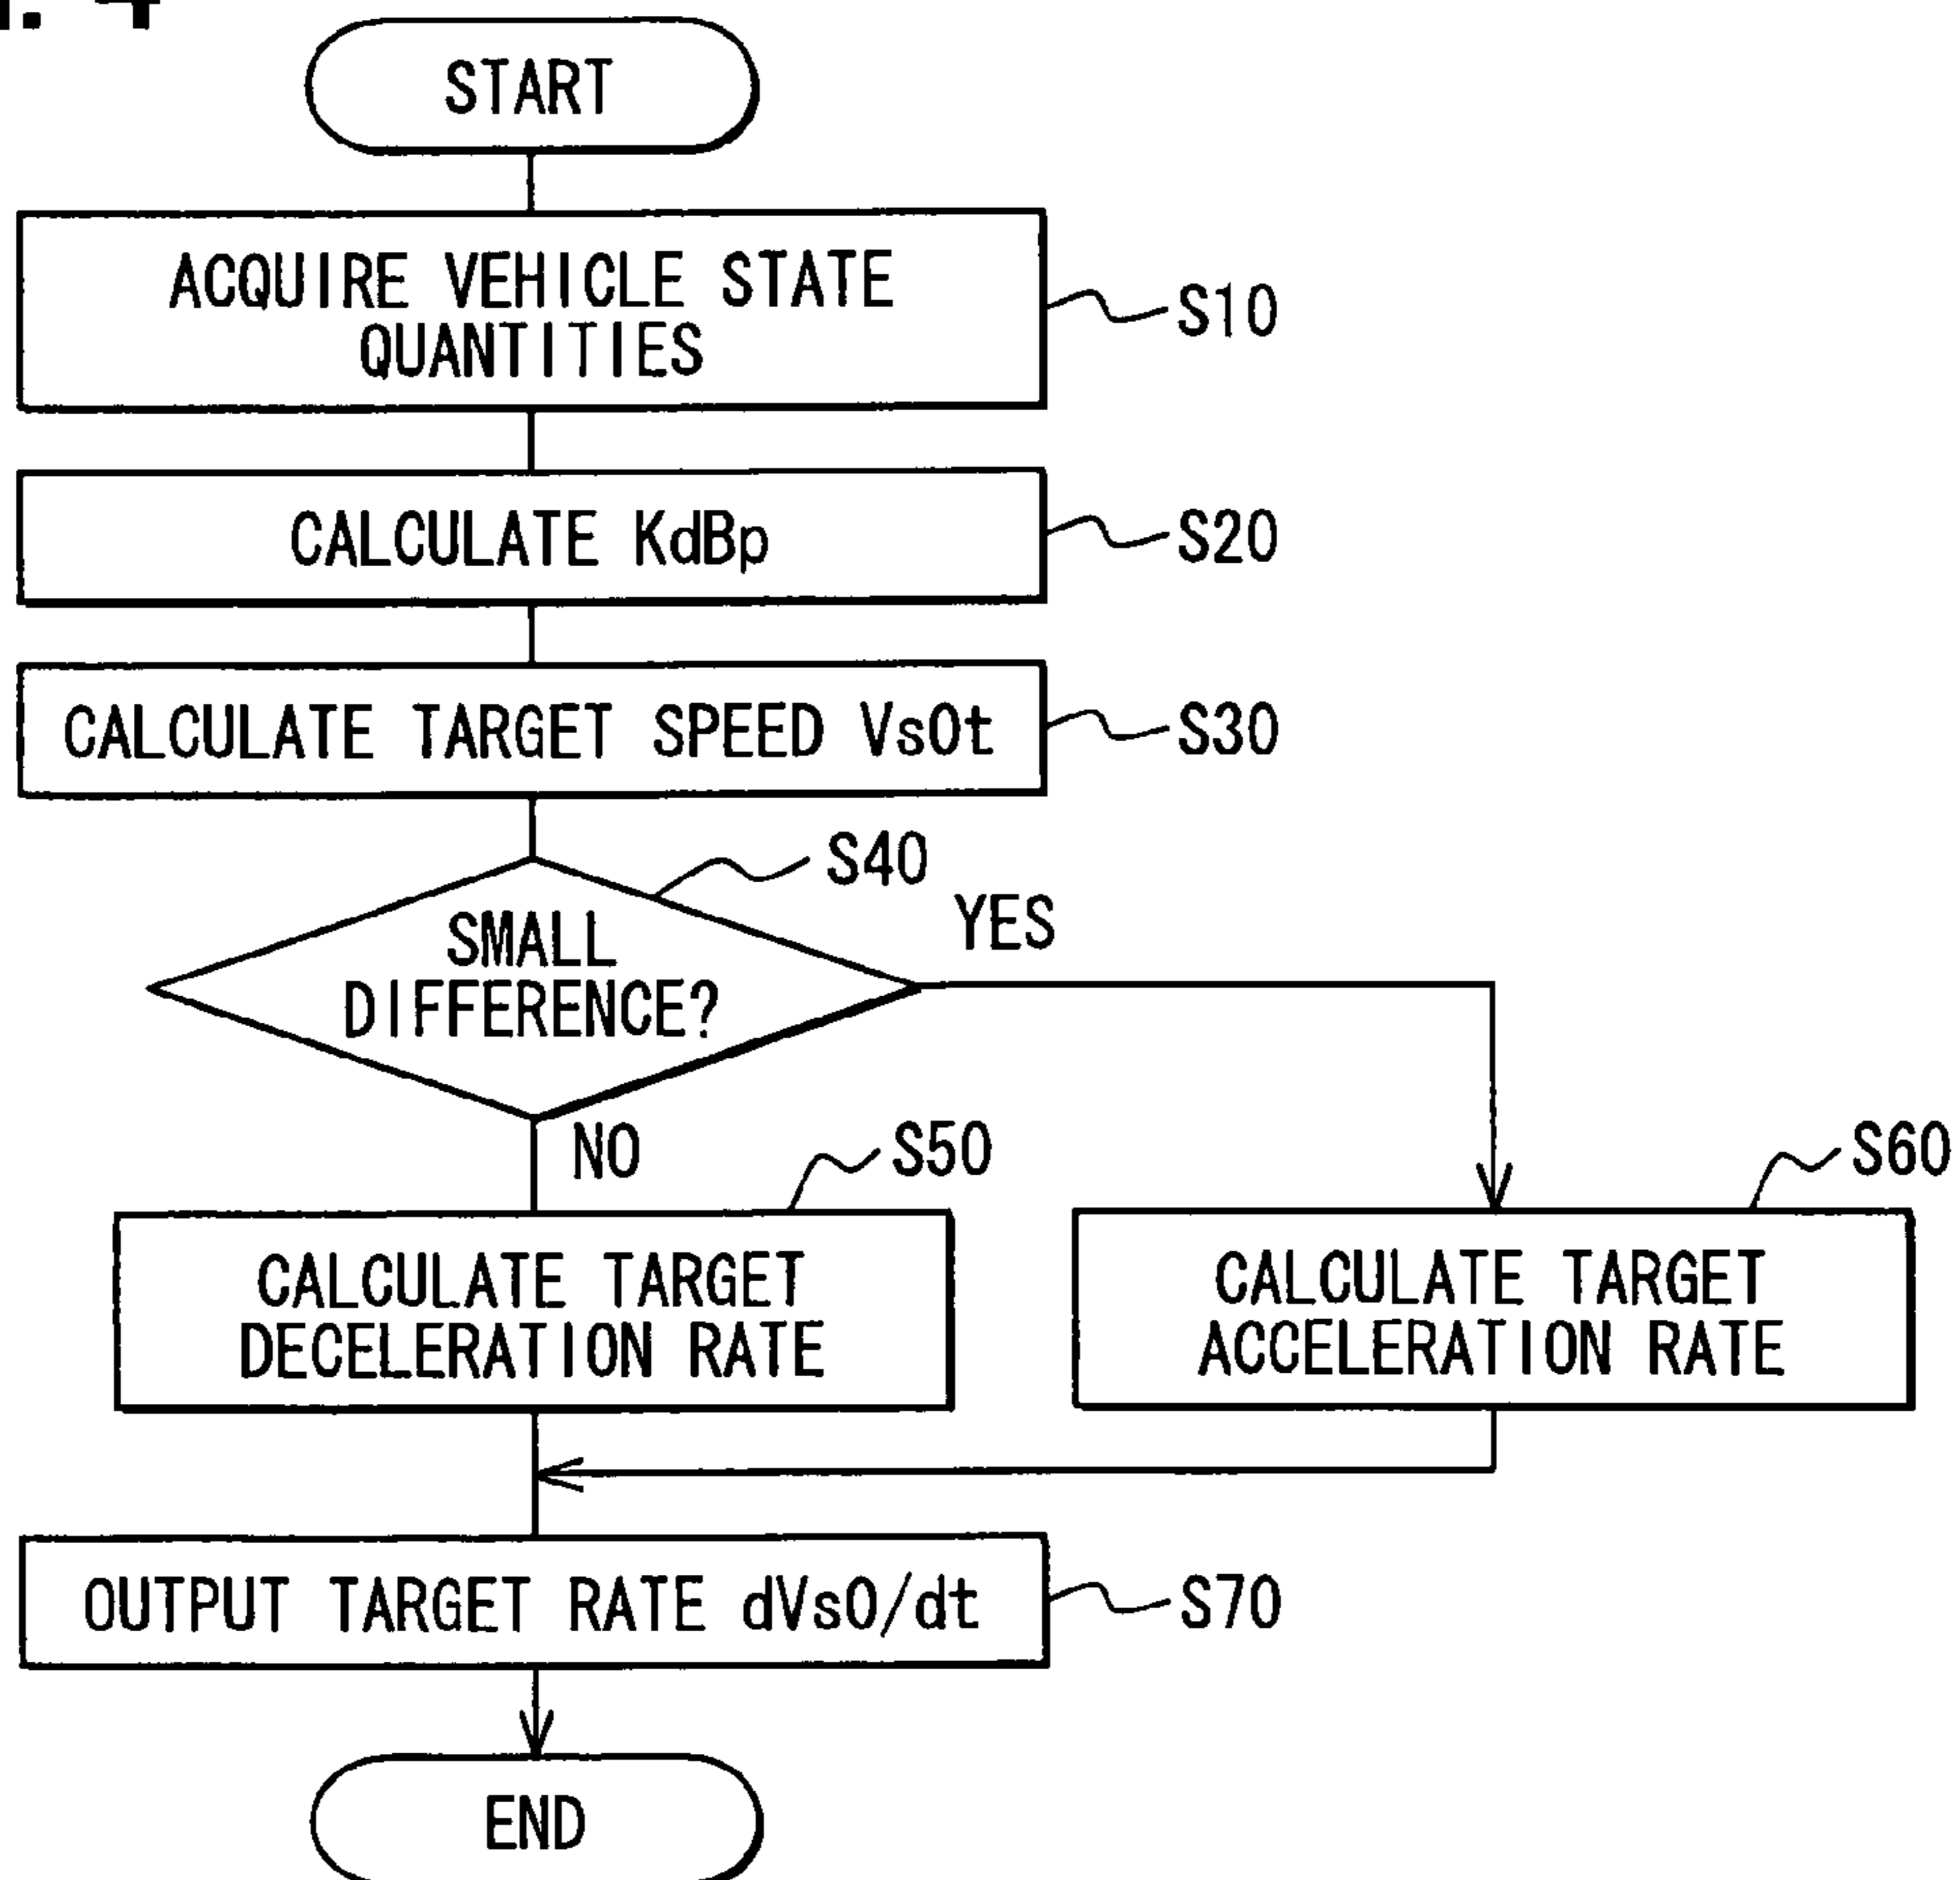 4
START
ACQUIRE VEHICLE STATE
QUANTITIES
S10
CALCULATE KdBp
S20
CALCULATE TARGET SPEED Vs0t
S30
S40
SMALL
DIFFERENCE?
YES
NO
S50
S60
CALCULATE TARGET
DECELERATION RATE
CALCULATE TARGET
ACCELERATION RATE
OUTPUT TARGET RATE dVs0/dt
S70
END